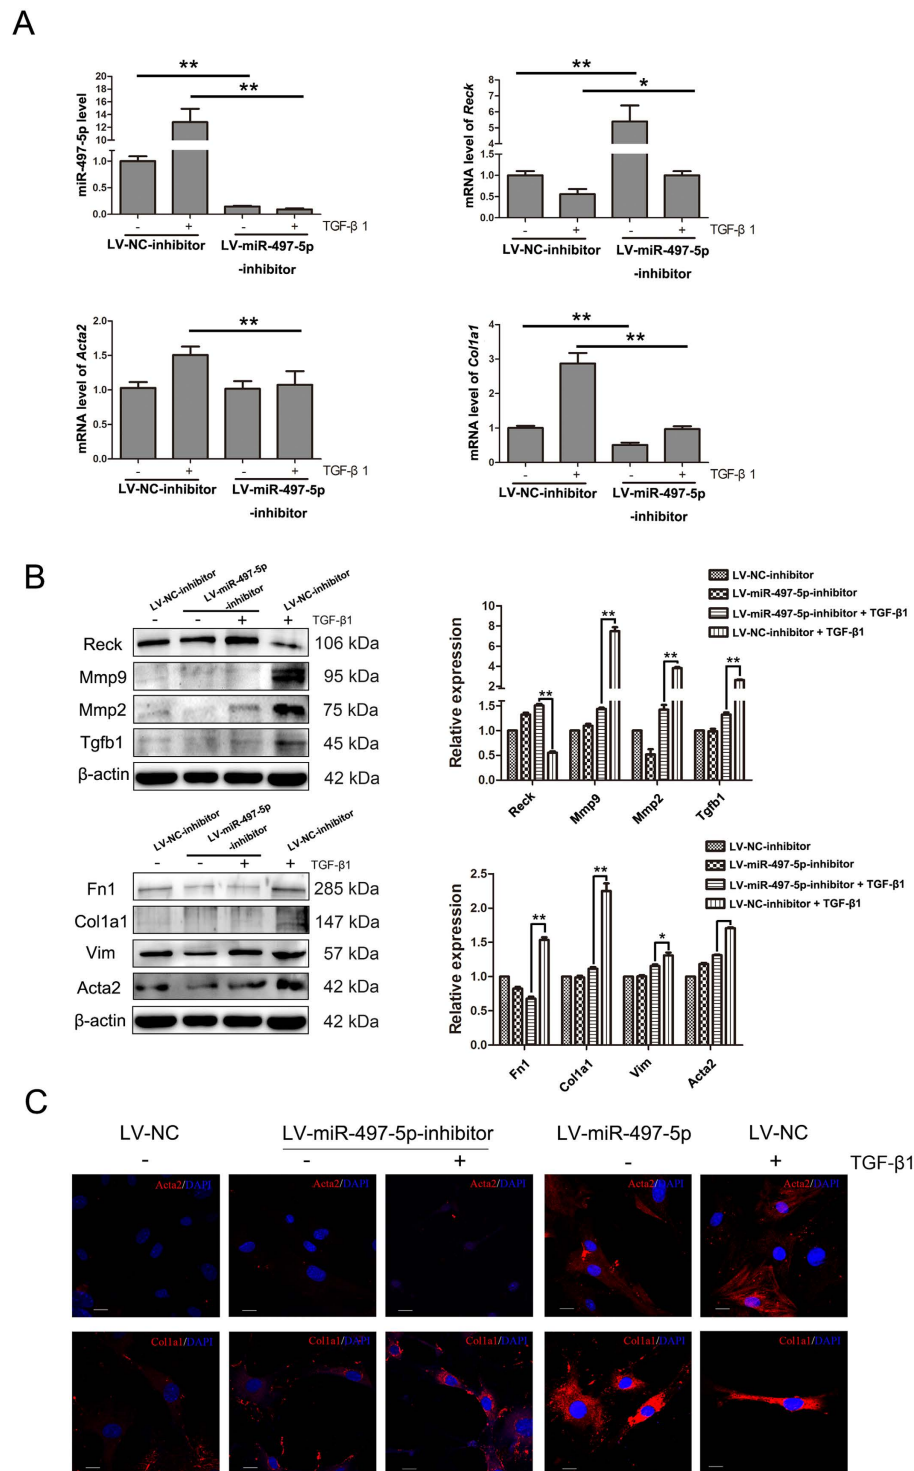 A
miR-497-5p level
20
18
16
14
12
10
1.0
0.5
0.0
**
**
- + - + TGF-β 1
LV-NC-inhibitor LV-miR-497-5p
-inhibitor
mRNA level of Reck
8
7
6
5
4
1.5
1.0
0.5
0.0
**
*
- + - + TGF-β 1
LV-NC-inhibitor LV-miR-497-5p
-inhibitor
mRNA level of Acta2
2.0
1.5
1.0
0.5
0.0
**
- + - + TGF-β 1
LV-NC-inhibitor LV-miR-497-5p
-inhibitor
mRNA level of Col1a1
4
3
2
1
0
**
**
- + - + TGF-β 1
LV-NC-inhibitor LV-miR-497-5p
-inhibitor
B
LV-NC-inhibitor LV-miR-497-5p LV-NC-inhibitor
-inhibitor
- - + + TGF-β1
Reck 106 kDa
Mmp9 95 kDa
Mmp2 75 kDa
Tgfb1 45 kDa
β-actin 42 kDa
LV-NC-inhibitor
LV-miR-497-5p-inhibitor
LV-miR-497-5p-inhibitor + TGF-β1
LV-NC-inhibitor + TGF-β1
Relative expression
10
8
6
4
2
1.5
1.0
0.5
0.0
** ** ** **
Reck Mmp9 Mmp2 Tgfb1
LV-NC-inhibitor LV-miR-497-5p LV-NC-inhibitor
-inhibitor
- - + + TGF-β1
Fn1 285 kDa
Col1a1 147 kDa
Vim 57 kDa
Acta2 42 kDa
β-actin 42 kDa
LV-NC-inhibitor
LV-miR-497-5p-inhibitor
LV-miR-497-5p-inhibitor + TGF-β1
LV-NC-inhibitor + TGF-β1
Relative expression
2.5
2.0
1.5
1.0
0.5
0.0
** ** *
Fn1 Col1a1 Vim Acta2
C
LV-NC LV-miR-497-5p-inhibitor LV-miR-497-5p LV-NC
- - + - + TGF-β1
Acta2/DAPI Acta2/DAPI Acta2/DAPI Acta2/DAPI Acta2/DAPI
Col1a1/DAPI Col1a1/DAPI Col1a1/DAPI Col1a1/DAPI Col1a1/DAPI